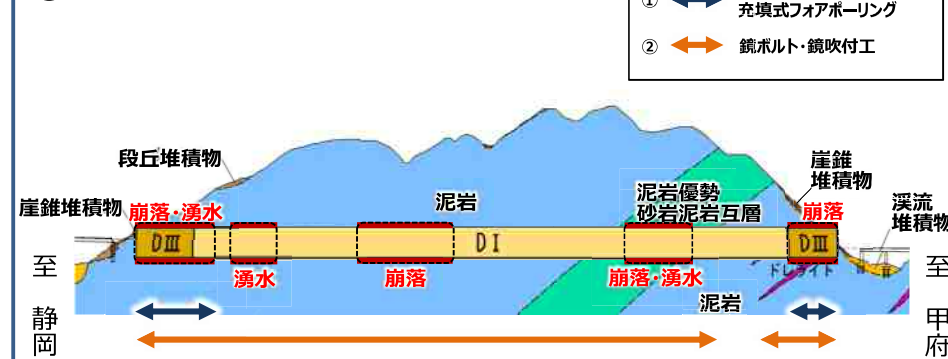 ①
充填式フォアポーリング
②
鏡ボルト・鏡吹付工
段丘堆積物
崖錐堆積物
崩落・湧水
泥岩
泥岩優勢
砂岩泥岩互層
崖錐
堆積物
崩落
渓流
堆積物
DⅢ
DⅠ
DⅢ
湧水
崩落
崩落・湧水
ドレライト
泥岩
至
静
岡
至
甲
府